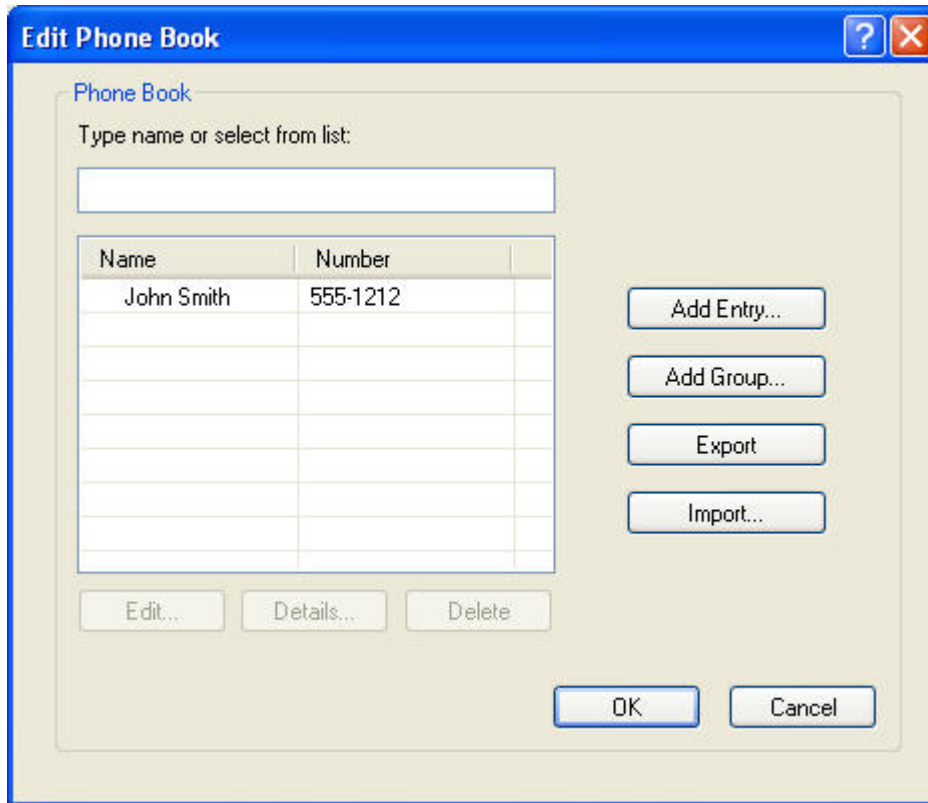 Edit Phone Book
Phone Book
Type name or select from list:
Name Number
John Smith 555-1212
Add Entry...
Add Group...
Export
Import...
Edit... Details... Delete
OK Cancel